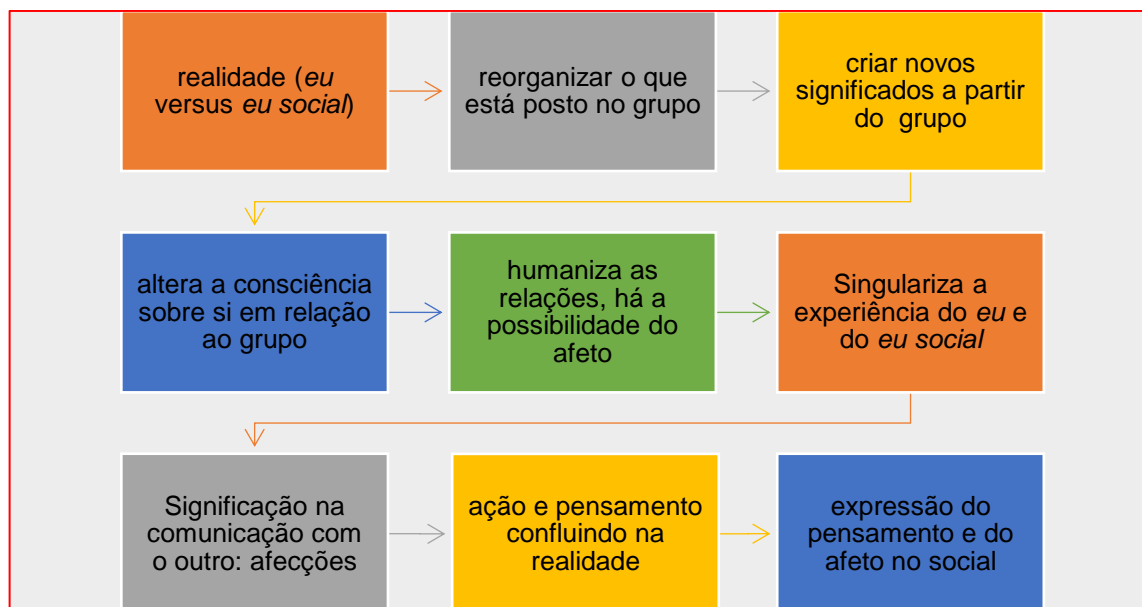 realidade (eu
versus eu social)
reorganizar o que
está posto no grupo
criar novos
significados a partir
do grupo
altera a consciência
sobre si em relação
ao grupo
humaniza as
relações, há a
possibilidade do
afeto
Singulariza a
experiência do eu e
do eu social
Significação na
comunicação com
o outro: afecções
ação e pensamento
confluindo na
realidade
expressão do
pensamento e do
afeto no social